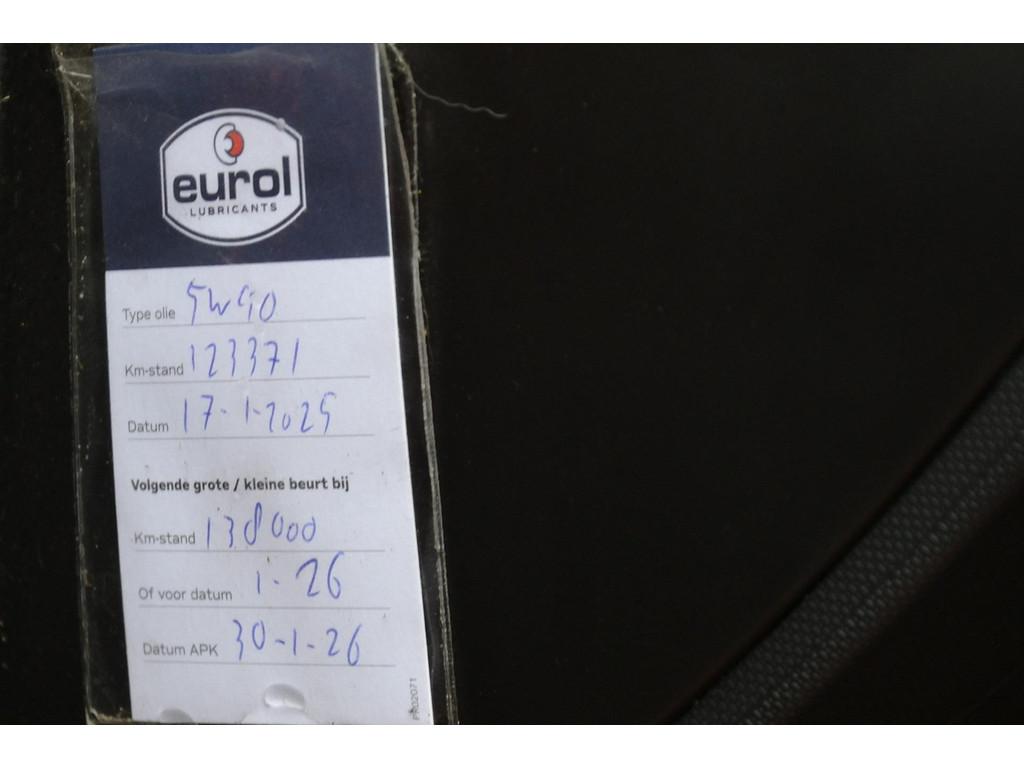 eurol
LUBRICANTS
Type olie 5W40
Km-stand 123371
Datum 17-1-2025
Volgende grote / kleine beurt bij
Km-stand 138000
Of voor datum 1-26
Datum APK 30-1-26
PR02071